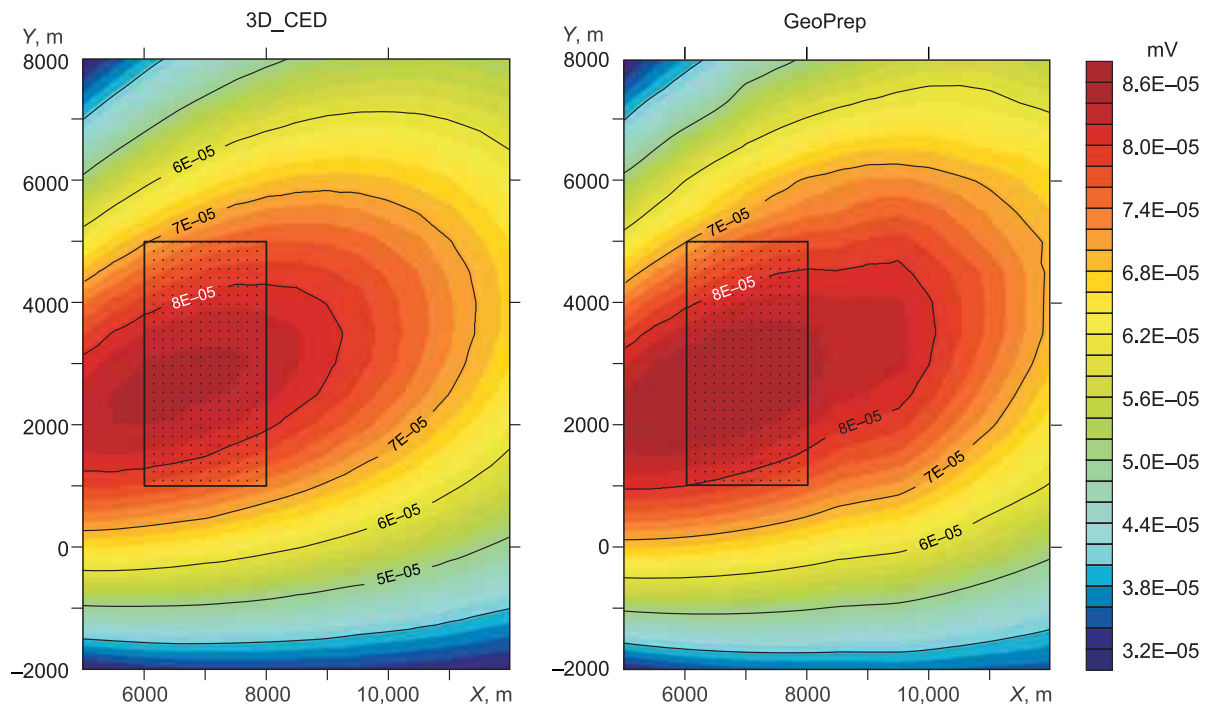 3D_CED
GeoPrep
Y, m
Y, m
mV
8000
6000
4000
2000
0
–2000
6000
8000
10,000
X, m
6E–05
7E–05
8E–05
7E–05
6E–05
5E–05
8000
6000
4000
2000
0
–2000
6000
8000
10,000
X, m
7E–05
8E–05
8E–05
7E–05
6E–05
8.6E–05
8.0E–05
7.4E–05
6.8E–05
6.2E–05
5.6E–05
5.0E–05
4.4E–05
3.8E–05
3.2E–05